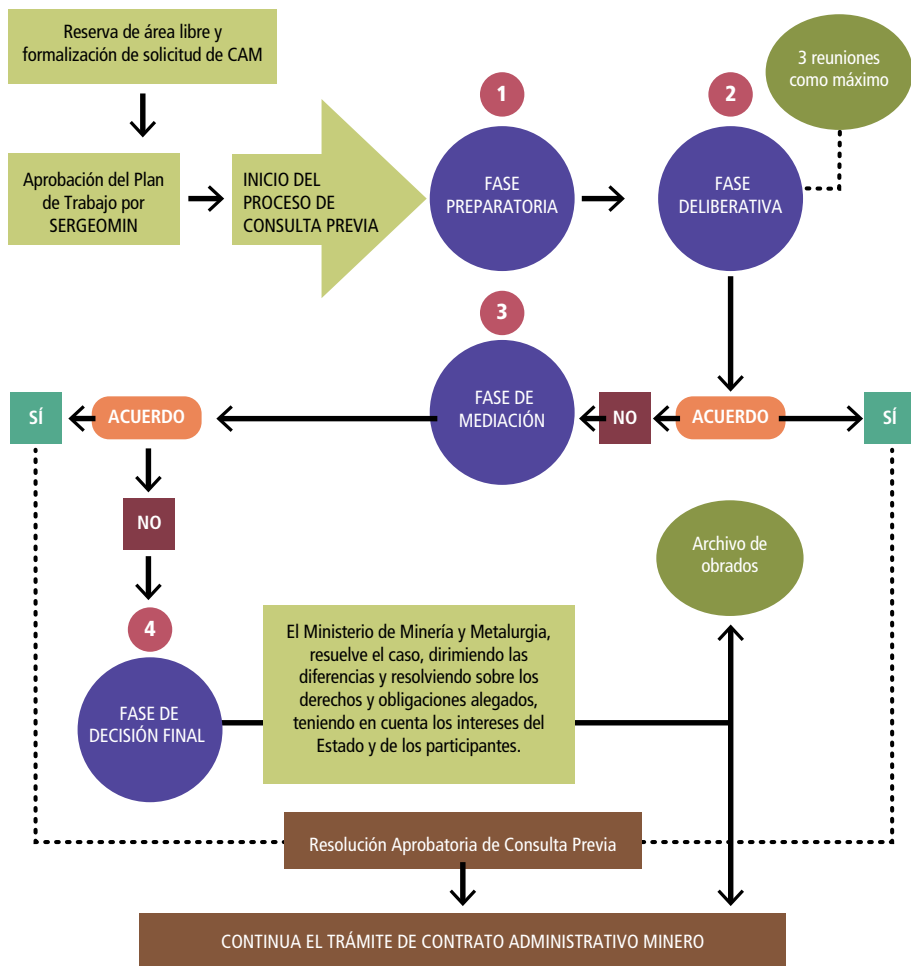 Reserva de área libre y
formalización de solicitud de CAM
3 reuniones
como máximo
1
2
Aprobación del Plan
de Trabajo por
SERGEOMIN
INICIO DEL
PROCESO DE
CONSULTA PREVIA
FASE
PREPARATORIA
FASE
DELIBERATIVA
3
FASE DE
MEDIACIÓN
SÍ
ACUERDO
NO
ACUERDO
SÍ
NO
Archivo de
obrados
4
FASE DE
DECISIÓN FINAL
El Ministerio de Minería y Metalurgia,
resuelve el caso, dirimiendo las
diferencias y resolviendo sobre los
derechos y obligaciones alegados,
teniendo en cuenta los intereses del
Estado y de los participantes.
Resolución Aprobatoria de Consulta Previa
CONTINUA EL TRÁMITE DE CONTRATO ADMINISTRATIVO MINERO